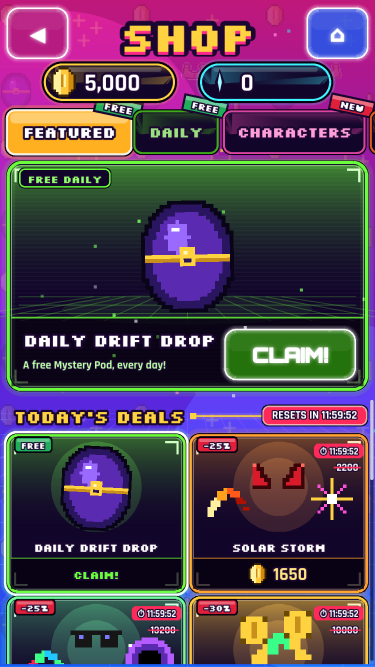 SHOP
5,000
0
FREE
FREE
NEW
FEATURED
DAILY
CHARACTERS
FREE DAILY
DAILY DRIFT DROP
A free Mystery Pod, every day!
CLAIM!
TODAY'S DEALS
RESETS IN 11:59:52
FREE
DAILY DRIFT DROP
CLAIM!
-25%
11:59:52
2200
SOLAR STORM
1650
-25%
11:59:52
13200
-30%
11:59:52
10200